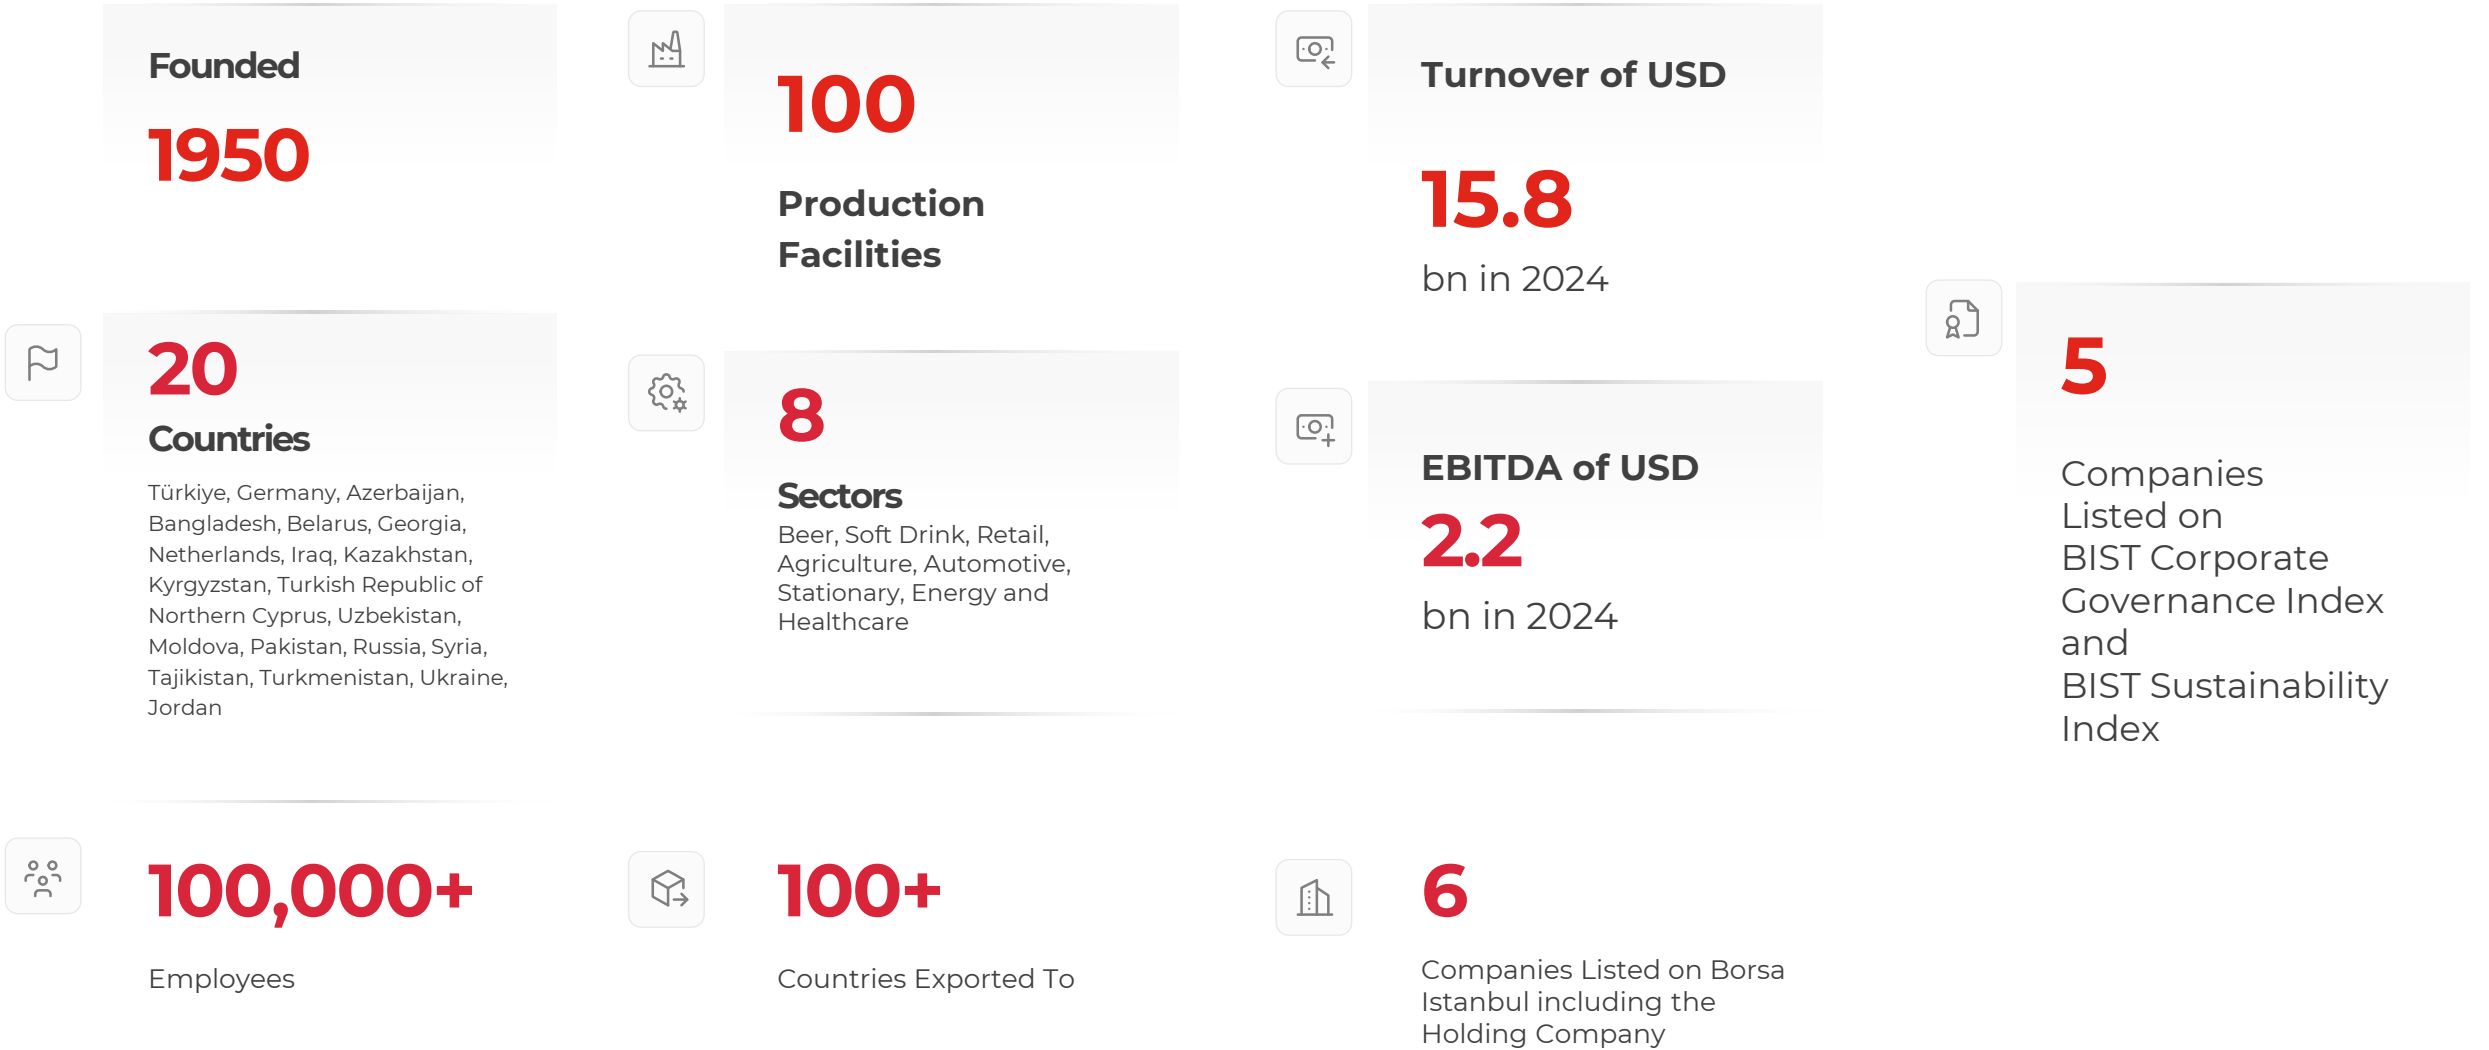 Founded
1950
20
Countries
Türkiye, Germany, Azerbaijan,
Bangladesh, Belarus, Georgia,
Netherlands, Iraq, Kazakhstan,
Kyrgyzstan, Turkish Republic of
Northern Cyprus, Uzbekistan,
Moldova, Pakistan, Russia, Syria,
Tajikistan, Turkmenistan, Ukraine,
Jordan
100,000+
Employees
100
Production
Facilities
8
Sectors
Beer, Soft Drink, Retail,
Agriculture, Automotive,
Stationary, Energy and
Healthcare
100+
Countries Exported To
Turnover of USD
15.8
bn in 2024
EBITDA of USD
2.2
bn in 2024
6
Companies Listed on Borsa
Istanbul including the
Holding Company
5
Companies
Listed on
BIST Corporate
Governance Index
and
BIST Sustainability
Index